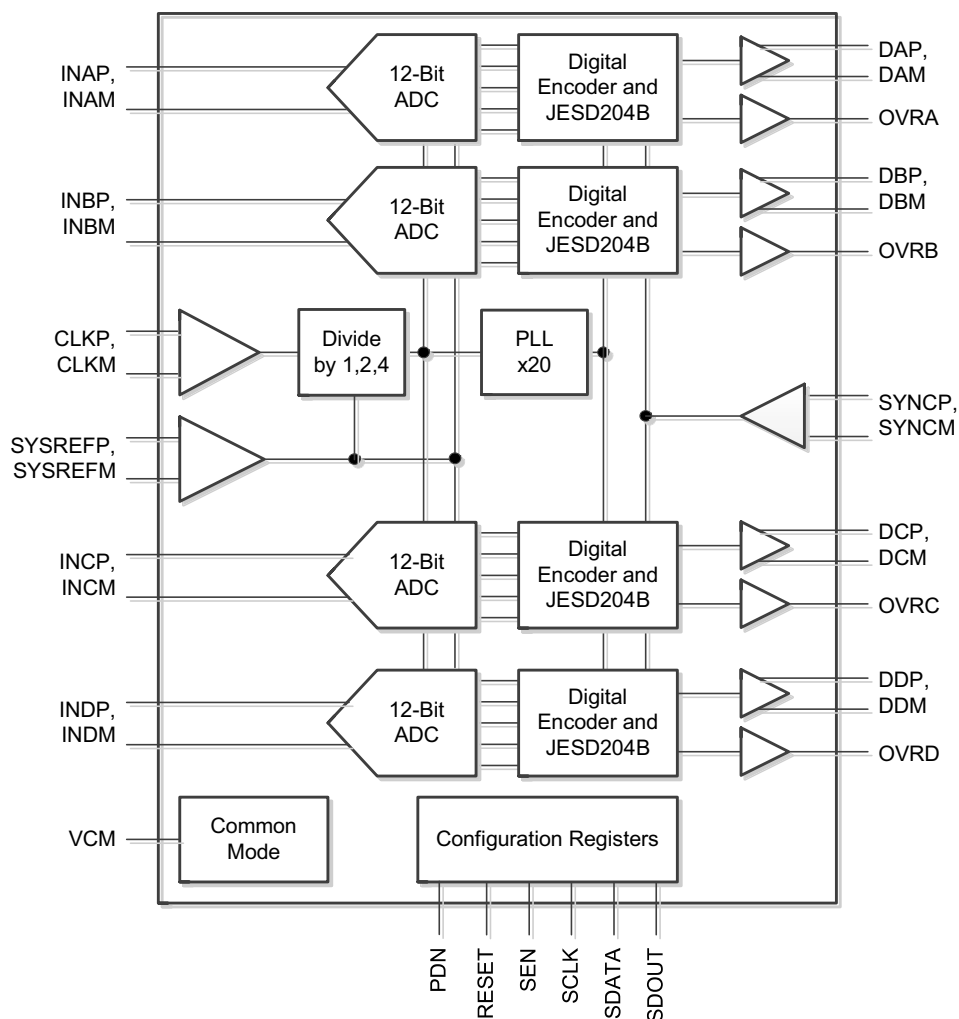 INAP,
INAM
12-Bit
ADC
Digital
Encoder and
JESD204B
DAP,
DAM
OVRA
INBP,
INBM
12-Bit
ADC
Digital
Encoder and
JESD204B
DBP,
DBM
OVRB
CLKP,
CLKM
Divide
by 1,2,4
PLL
x20
SYNCP,
SYNCM
SYSREFP,
SYSREFM
INCP,
INCM
12-Bit
ADC
Digital
Encoder and
JESD204B
DCP,
DCM
OVRC
INDP,
INDM
12-Bit
ADC
Digital
Encoder and
JESD204B
DDP,
DDM
OVRD
VCM
Common
Mode
Configuration Registers
PDN
RESET
SEN
SCLK
SDATA
SDOUT